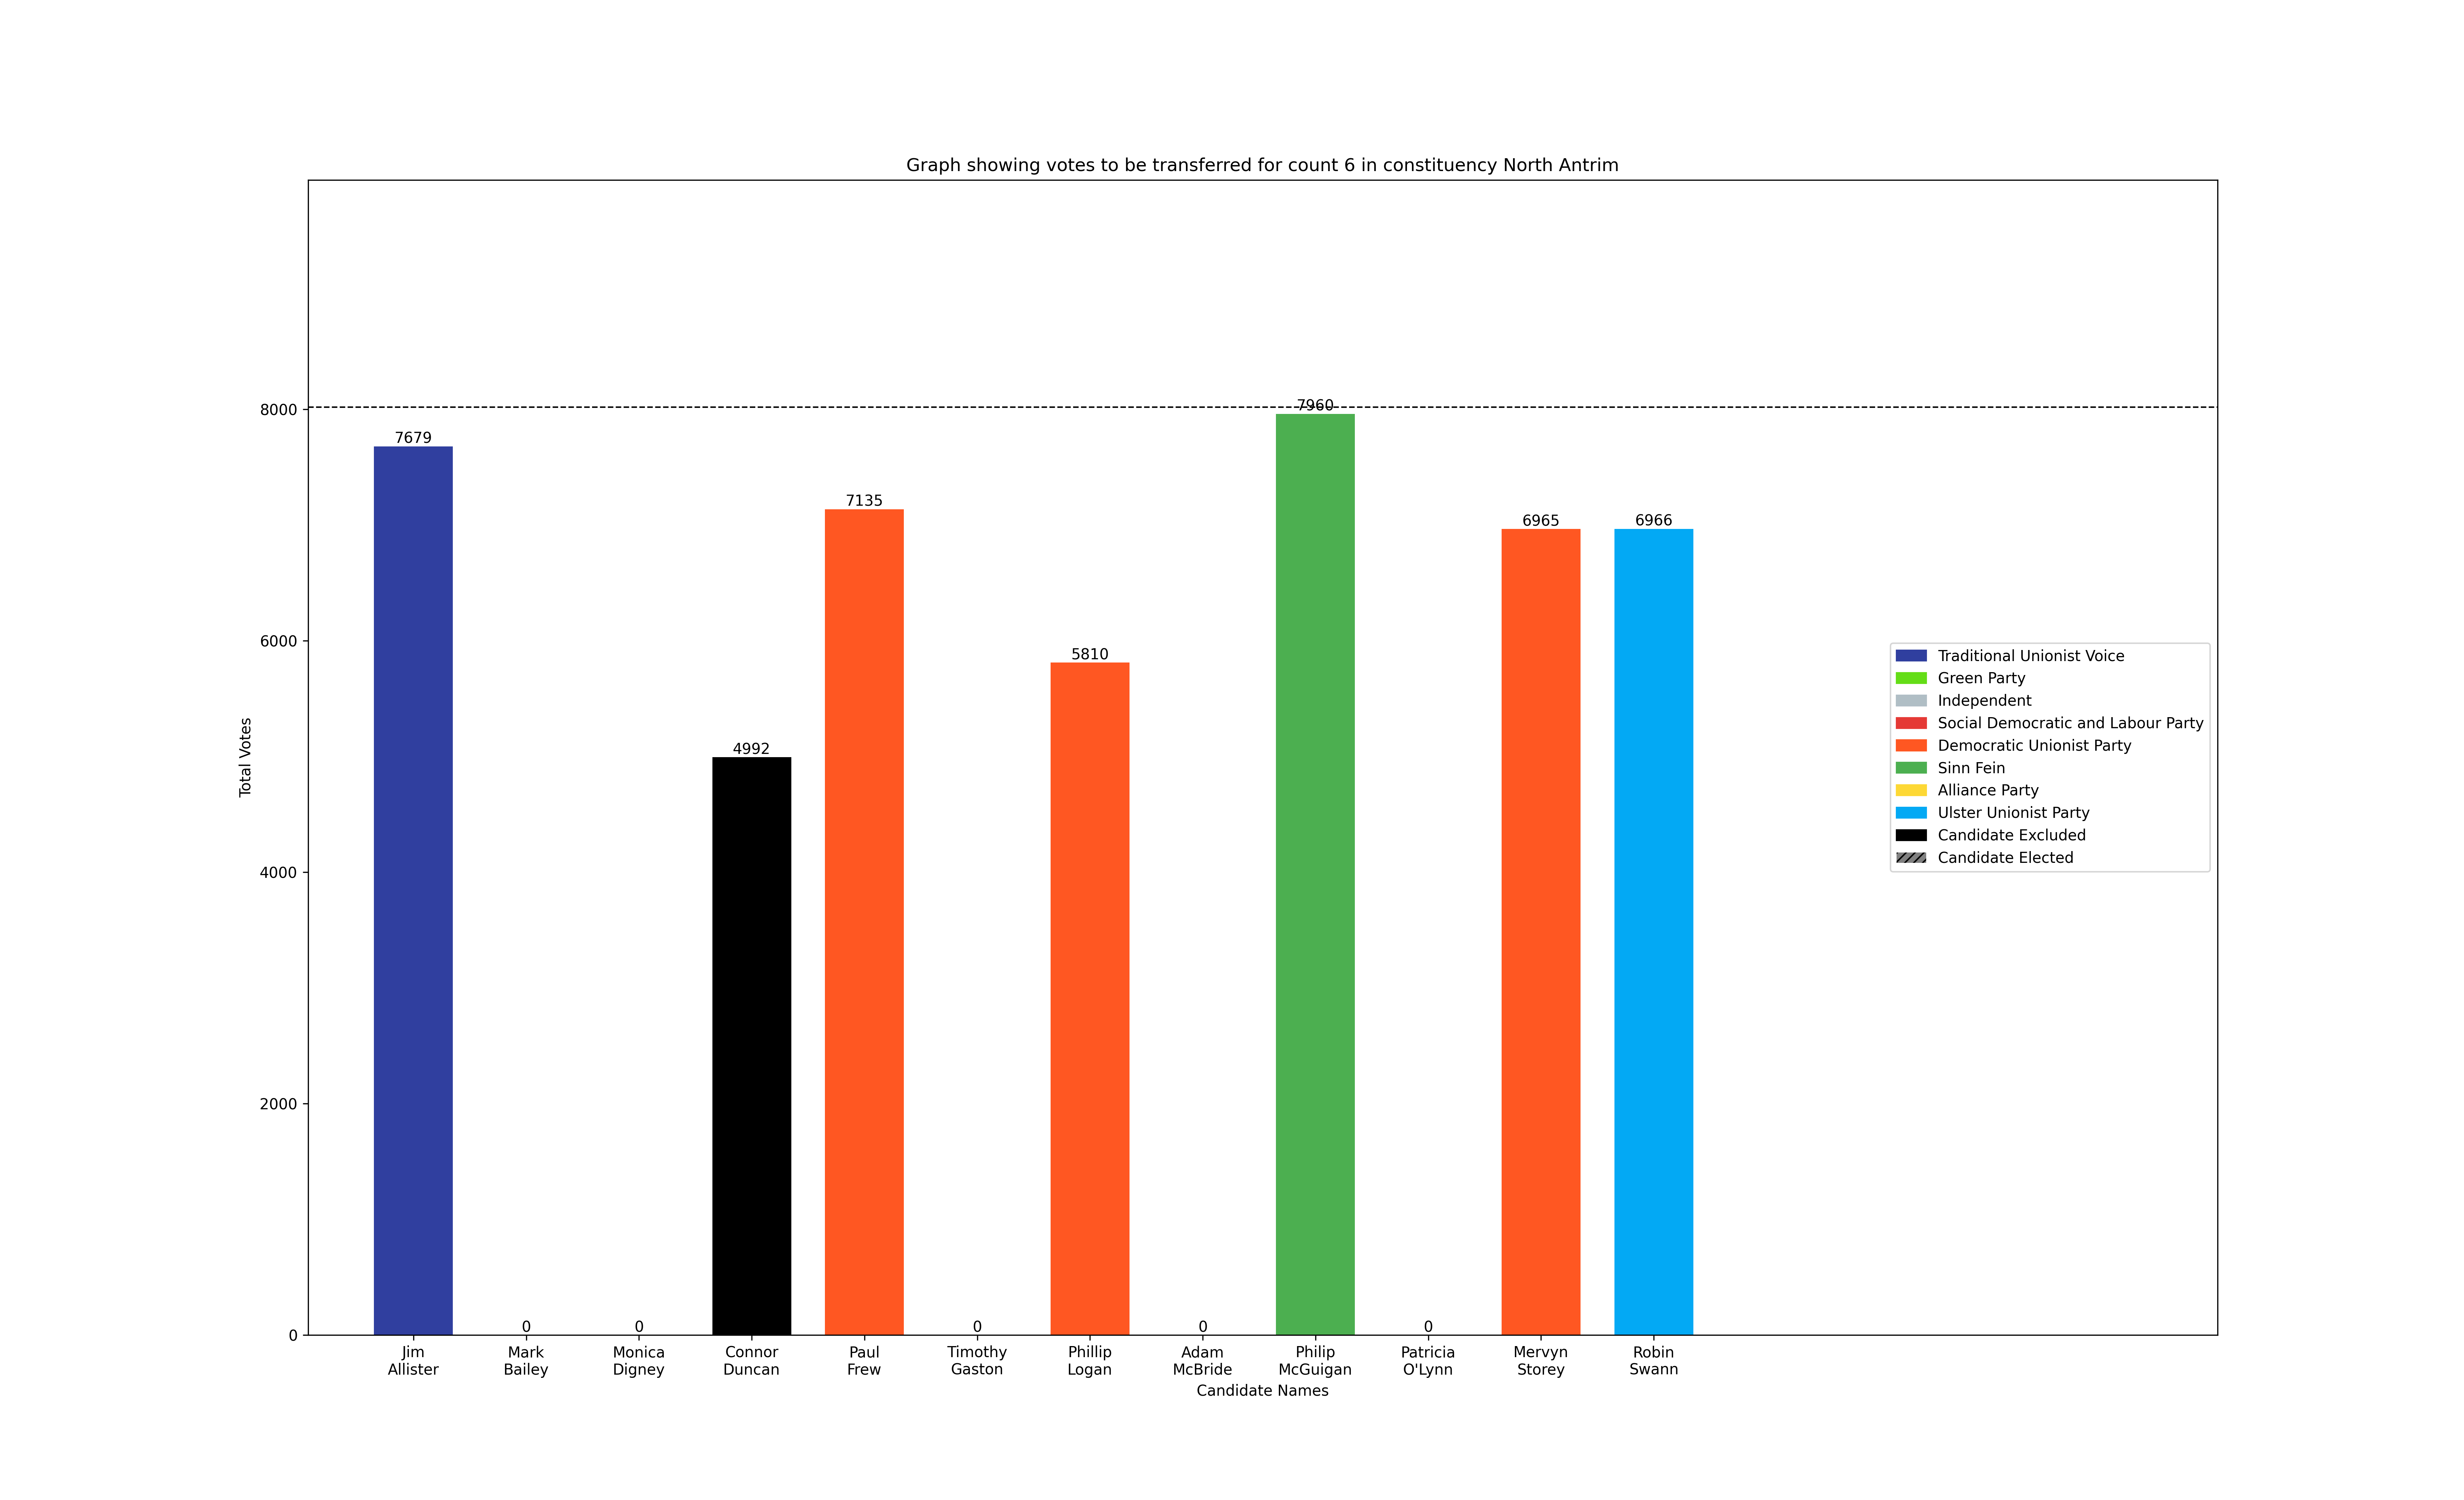 Graph showing votes to be transferred for count 6 in constituency North Antrim
Total Votes
8000
6000
4000
2000
0
7679
0
0
4992
7135
0
5810
0
7960
0
6965
6966
Jim
Allister
Mark
Bailey
Monica
Digney
Connor
Duncan
Paul
Frew
Timothy
Gaston
Phillip
Logan
Adam
McBride
Philip
McGuigan
Patricia
O'Lynn
Mervyn
Storey
Robin
Swann
Candidate Names
Traditional Unionist Voice
Green Party
Independent
Social Democratic and Labour Party
Democratic Unionist Party
Sinn Fein
Alliance Party
Ulster Unionist Party
Candidate Excluded
Candidate Elected